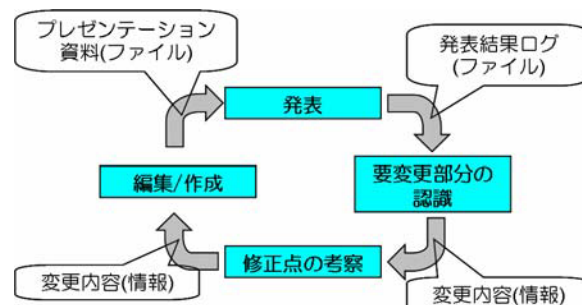 プレゼンテーション
資料(ファイル)
発表結果ログ
(ファイル)
発表
編集/作成
要変更部分の
認識
修正点の考察
変更内容(情報)
変更内容(情報)